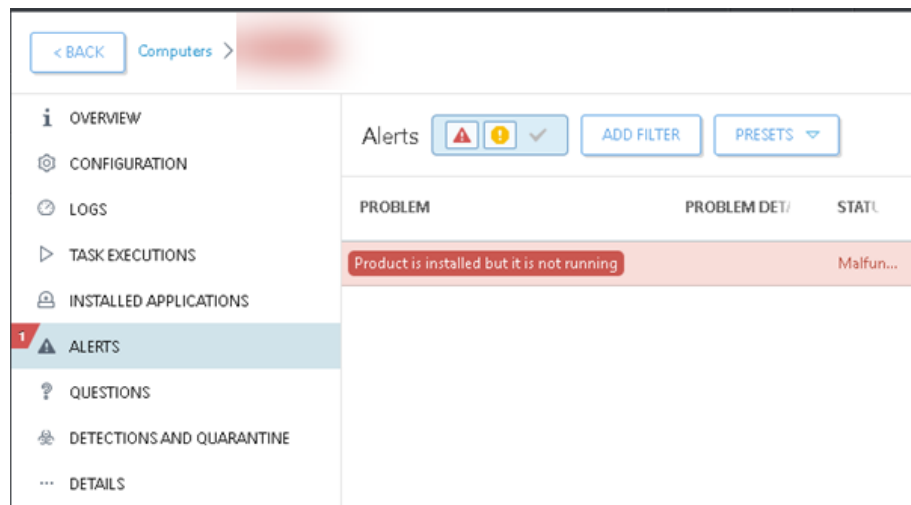 < BACK Computers >
OVERVIEW
CONFIGURATION
LOGS
TASK EXECUTIONS
INSTALLED APPLICATIONS
1 ALERTS
QUESTIONS
DETECTIONS AND QUARANTINE
... DETAILS
Alerts ADD FILTER PRESETS
PROBLEM PROBLEM DET STAT
Product is installed but it is not running Malfun...